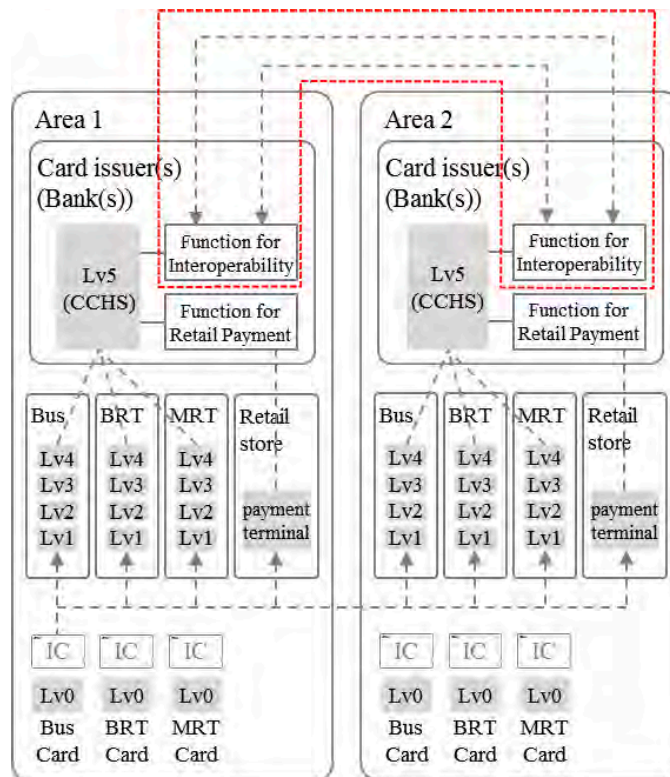 Area 1
Card issuer(s)
(Bank(s))
Lv5
(CCHS)
Function for
Interoperability
Function for
Retail Payment
Bus
Lv4
Lv3
Lv2
Lv1
BRT
Lv4
Lv3
Lv2
Lv1
MRT
Lv4
Lv3
Lv2
Lv1
Retail
store
payment
terminal
IC
Lv0
Bus
Card
IC
Lv0
BRT
Card
IC
Lv0
MRT
Card
Area 2
Card issuer(s)
(Bank(s))
Lv5
(CCHS)
Function for
Interoperability
Function for
Retail Payment
Bus
Lv4
Lv3
Lv2
Lv1
BRT
Lv4
Lv3
Lv2
Lv1
MRT
Lv4
Lv3
Lv2
Lv1
Retail
store
payment
terminal
IC
Lv0
Bus
Card
IC
Lv0
BRT
Card
IC
Lv0
MRT
Card